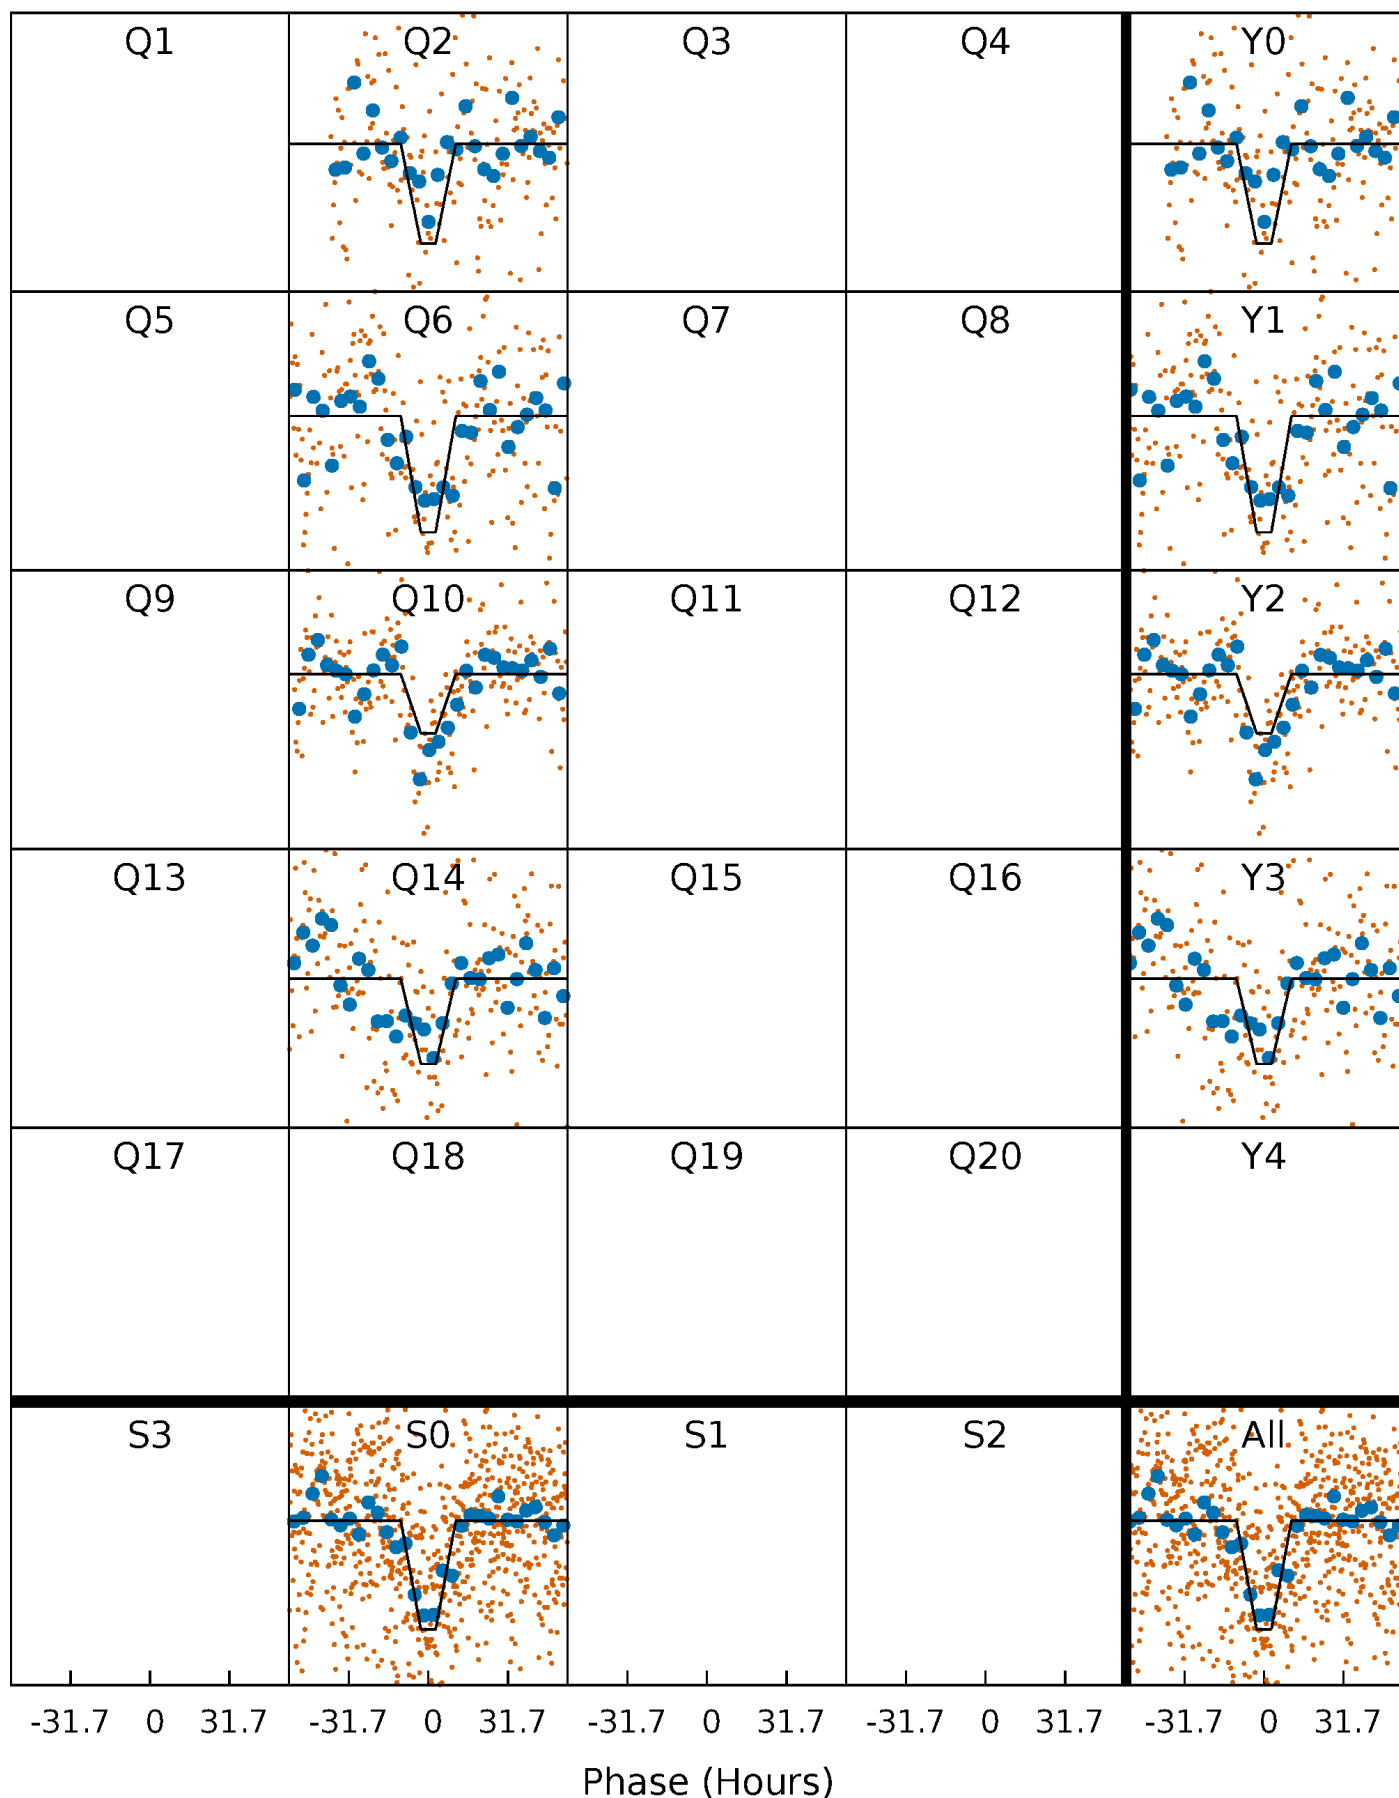 Q1 Q2 Q3 Q4 Y0
Q5 Q6 Q7 Q8 Y1
Q9 Q10 Q11 Q12 Y2
Q13 Q14 Q15 Q16 Y3
Q17 Q18 Q19 Q20 Y4
S3 S0 S1 S2 All
-31.7 0 31.7 -31.7 0 31.7 -31.7 0 31.7 -31.7 0 31.7 -31.7 0 31.7
Phase (Hours)